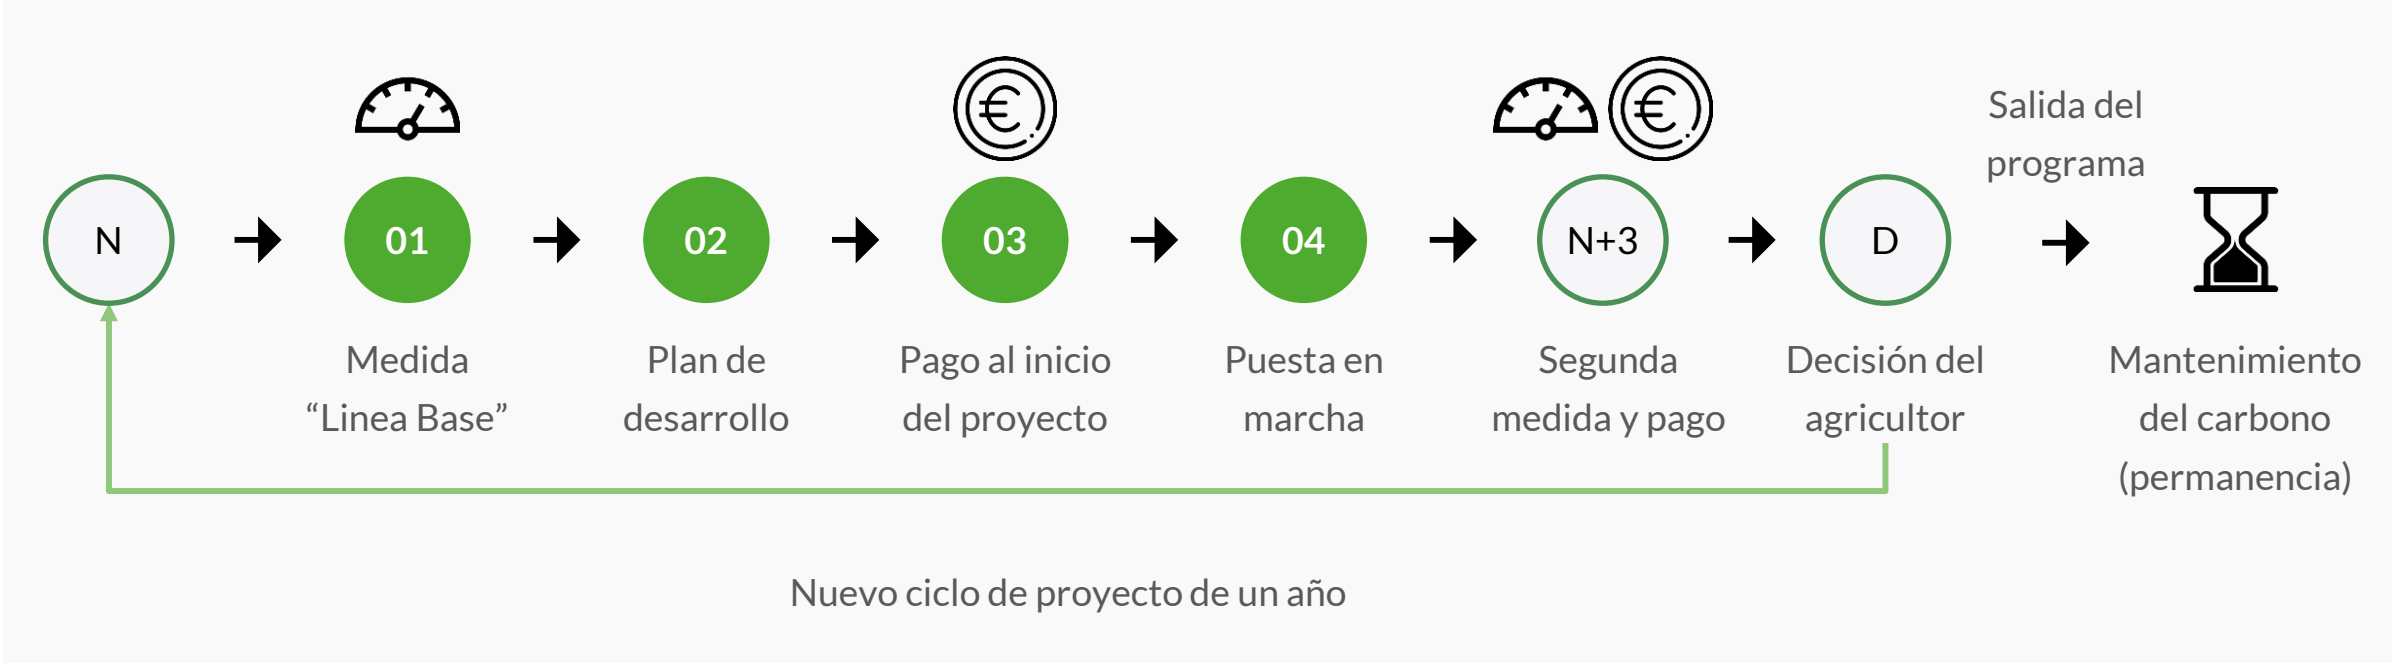 Salida del
programa
N
01
02
03
04
N+3
D
Medida
“Linea Base”
Plan de
desarrollo
Pago al inicio
del proyecto
Puesta en
marcha
Segunda
medida y pago
Decisión del
agricultor
Mantenimiento
del carbono
(permanencia)
Nuevo ciclo de proyecto de un año